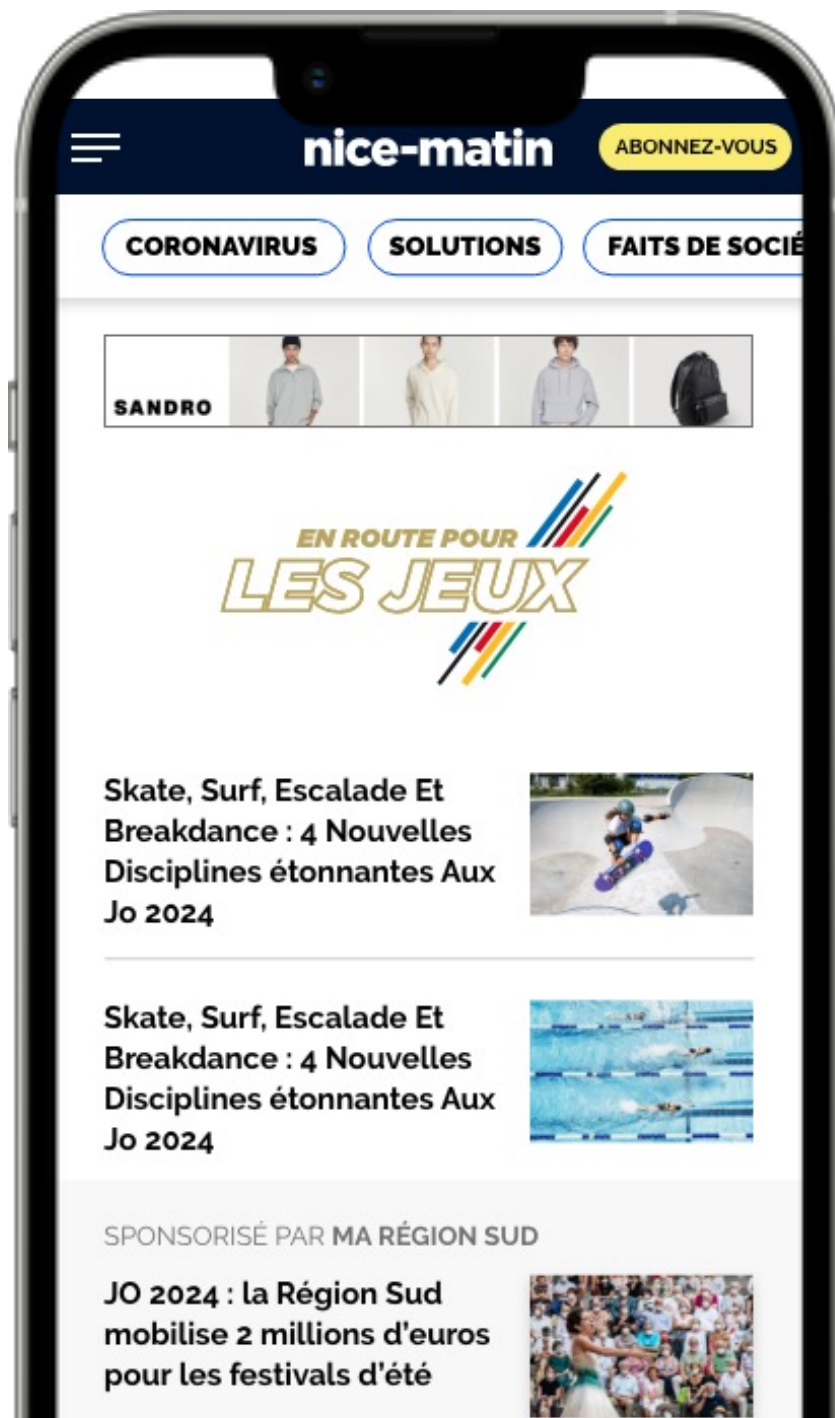 nice-matin
ABONNEZ-VOUS
CORONAVIRUS
SOLUTIONS
FAITS DE SOCIÉ
SANDRO
EN ROUTE POUR
LES JEUX
Skate, Surf, Escalade Et
Breakdance : 4 Nouvelles
Disciplines étonnantes Aux
Jo 2024
Skate, Surf, Escalade Et
Breakdance : 4 Nouvelles
Disciplines étonnantes Aux
Jo 2024
SPONSORISÉ PAR MA RÉGION SUD
JO 2024 : la Région Sud
mobilise 2 millions d’euros
pour les festivals d’été